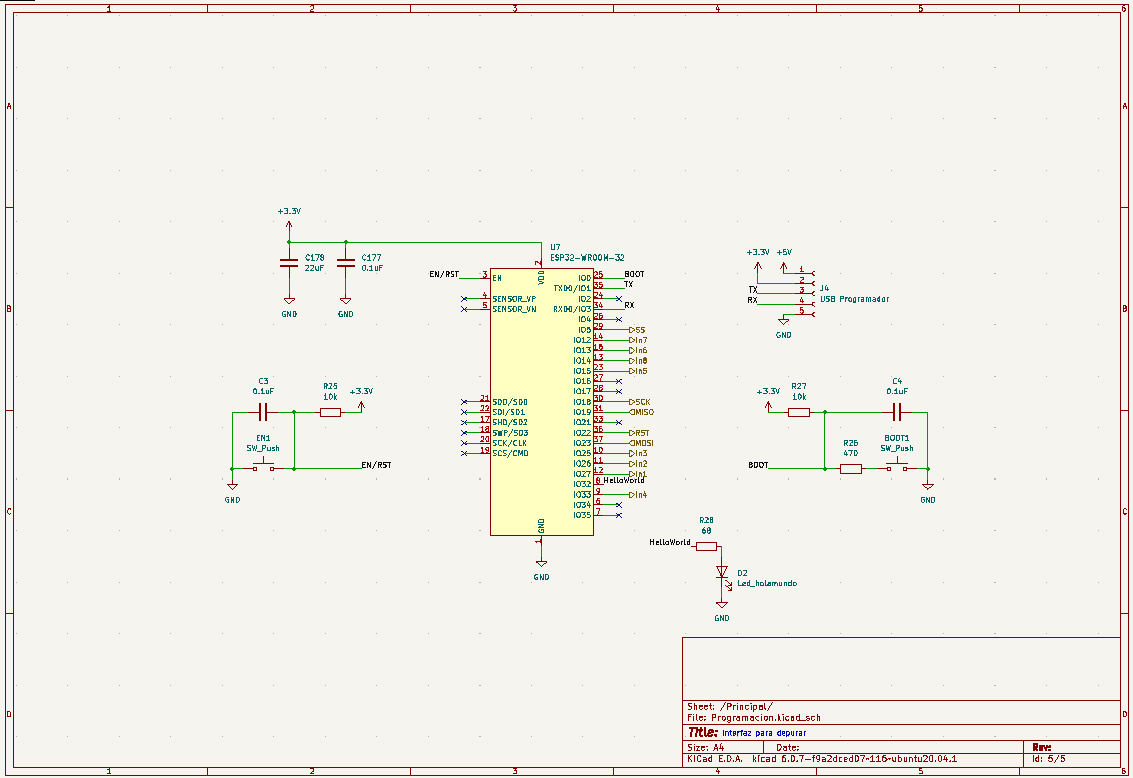 1 2 3 4 5 6
A A
+3.3V
U7
ESP32-WROOM-32
C178
22uF
C177
0.1uF
GND
GND
EN/RST
3 EN
2 VDD
4 SENSOR_VP
5 SENSOR_VN
21 SDO/SD0
22 SDI/SD1
17 SHD/SD2
18 SWP/SD3
20 SCK/CLK
19 SCS/CMD
IO0 25 BOOT
TXD0/IO1 35 TX
IO2 24
RXD0/IO3 34 RX
IO4 26
IO5 29 SS
IO12 14 In7
IO13 16 In6
IO14 13 In8
IO15 23 In5
IO16 27
IO17 28
IO18 30 SCK
IO19 31 MISO
IO21 33
IO22 36 RST
IO23 37 MOSI
IO25 10 In3
IO26 11 In2
IO27 12 In1
IO32 8 HelloWorld
IO33 9 In4
IO34 6
IO35 7
GND 1
GND
+3.3V +5V
1
2
TX 3
RX 4
5
J4
USB Programador
GND
B B
C3
0.1uF
R25
10k
+3.3V
EN1
SW_Push
EN/RST
GND
+3.3V
R27
10k
C4
0.1uF
R26
470
BOOT1
SW_Push
BOOT
GND
C C
R28
68
HelloWorld
D2
Led_holamundo
GND
D D
Sheet: /Principal/
File: Programacion.kicad_sch
Title: Interfaz para depurar
Size: A4 Date: Rev:
KiCad E.D.A. kicad 6.0.7-f9a2dced07~116~ubuntu20.04.1 Id: 5/5
1 2 3 4 5 6